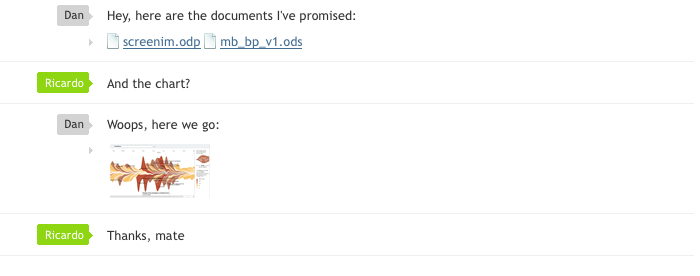 Dan Hey, here are the documents I've promised:
screenim.odp mb_bp_v1.ods
Ricardo And the chart?
Dan Woops, here we go:
Ricardo Thanks, mate